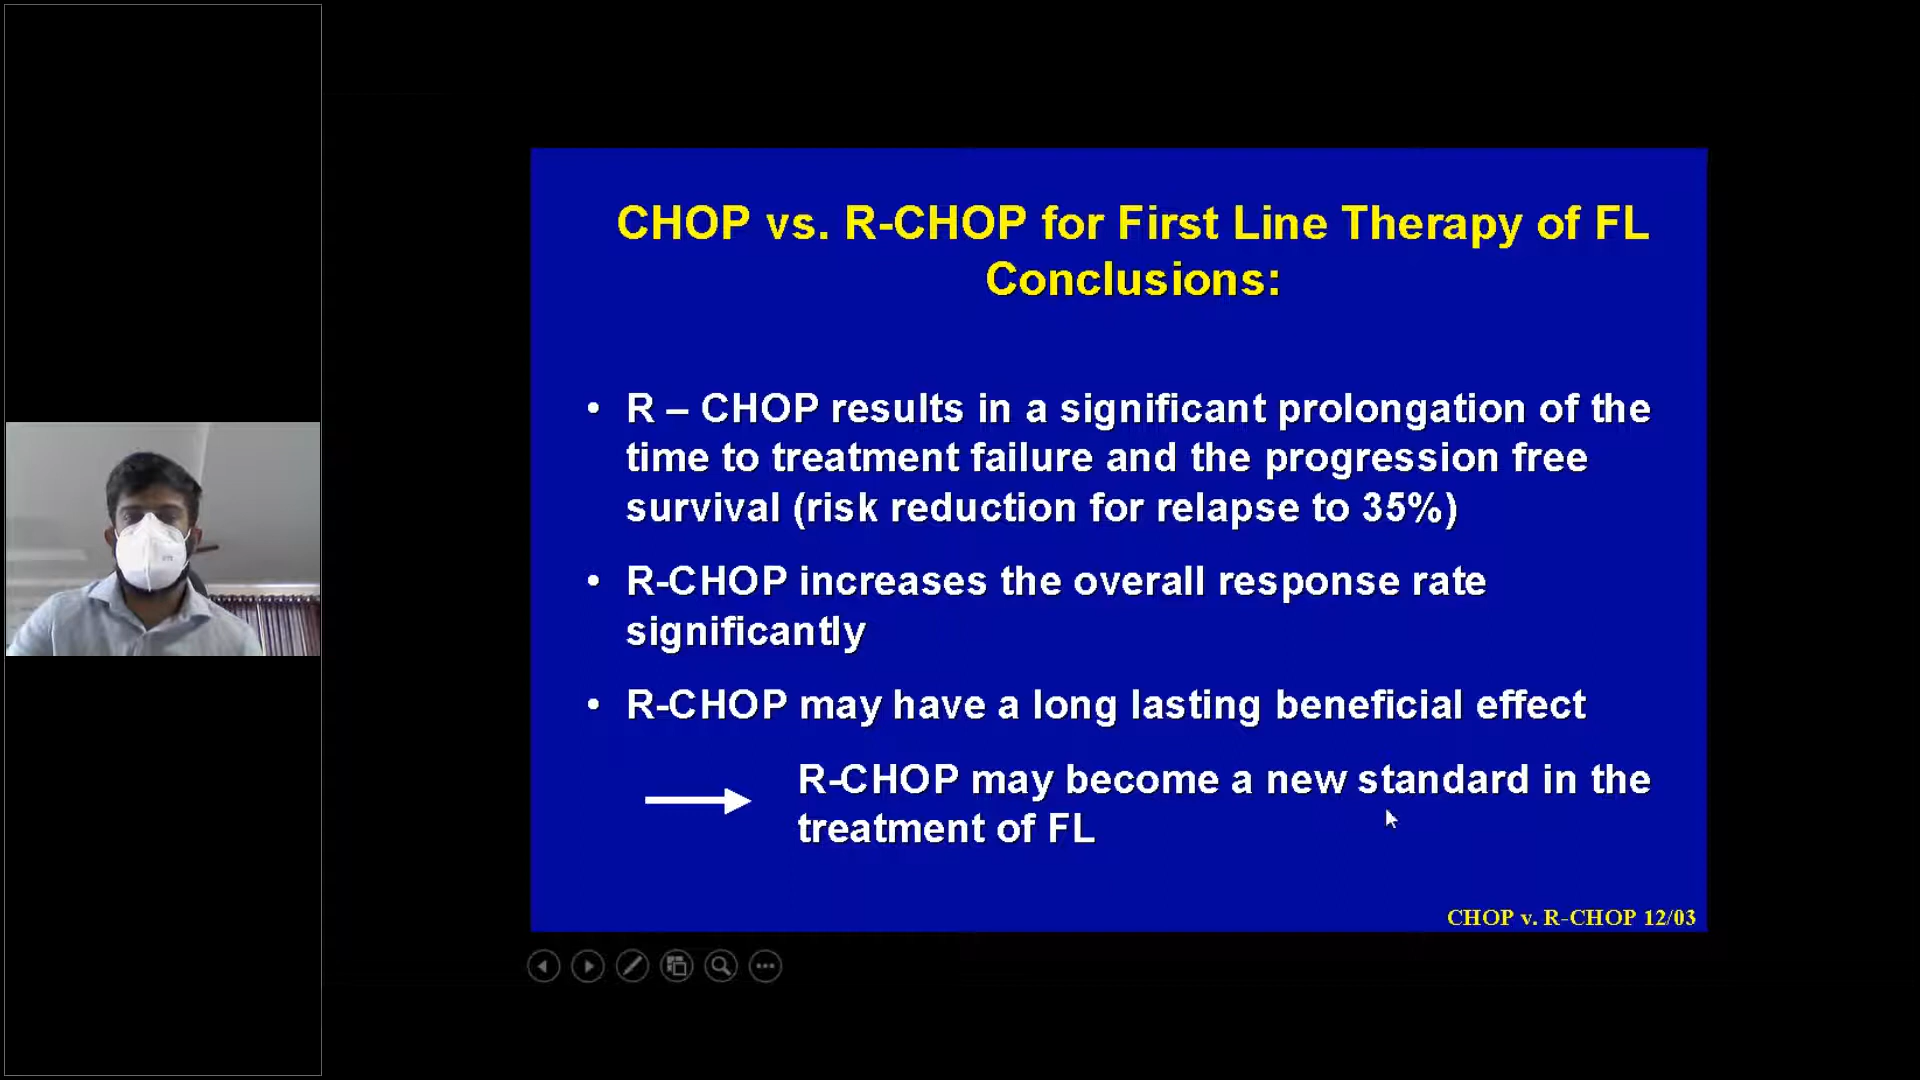 CHOP vs. R-CHOP for First Line Therapy of FL
Conclusions:
• R – CHOP results in a significant prolongation of the
time to treatment failure and the progression free
survival (risk reduction for relapse to 35%)
• R-CHOP increases the overall response rate
significantly
• R-CHOP may have a long lasting beneficial effect
R-CHOP may become a new standard in the
treatment of FL
CHOP v. R-CHOP 12/03